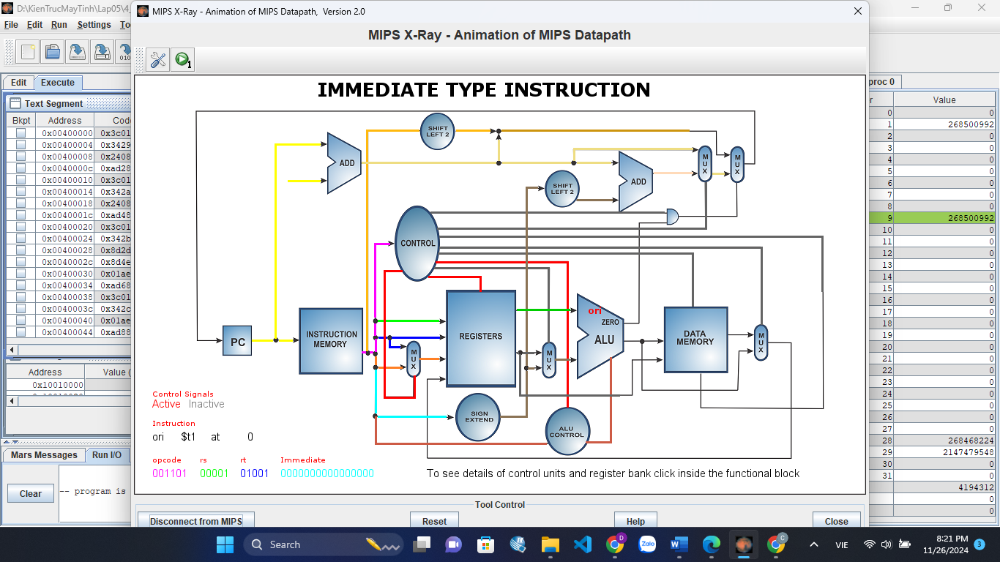 D:\KienTrucMayTinh\Lap05\4_
MIPS X-Ray - Animation of MIPS Datapath, Version 2.0
File Edit Run Settings
MIPS X-Ray - Animation of MIPS Datapath
1
Edit Execute
Text Segment
Bkpt Address Code
0x00400000 0x3c01
0x00400004 0x3429
0x00400008 0x2408
0x0040000c 0xad28
0x00400010 0x3c01
0x00400014 0x342a
0x00400018 0x2408
0x0040001c 0xad48
0x00400020 0x3c01
0x00400024 0x342b
0x00400028 0x8d2d
0x0040002c 0x8d4e
0x00400030 0x01ae
0x00400034 0xad68
0x00400038 0x3c01
0x0040003c 0x342c
0x00400040 0x01ae
0x00400044 0xad88
Address Value (
0x10010000
Mars Messages Run I/O
Clear
-- program is
IMMEDIATE TYPE INSTRUCTION
SHIFT
LEFT 2
ADD
MUX
MUX
SHIFT
LEFT 2
ADD
CONTROL
PC
INSTRUCTION
MEMORY
MUX
REGISTERS
MUX
ori
ZERO
ALU
DATA
MEMORY
MUX
SIGN
EXTEND
ALU
CONTROL
Control Signals
Active Inactive
Instruction
ori $t1 at 0
opcode rs rt Immediate
001101 00001 01001 0000000000000000
To see details of control units and register bank click inside the functional block
Tool Control
Disconnect from MIPS Reset Help Close
proc 0
r Value
0 0
1 268500992
2 0
3 0
4 0
5 0
6 0
7 0
8 0
9 268500992
10 0
11 0
12 0
13 0
14 0
15 0
16 0
17 0
18 0
19 0
20 0
21 0
22 0
23 0
24 0
25 0
26 0
27 0
28 268468224
29 2147479548
30 0
31 0
4194312
0
0
Search
D
Zalo
C
VIE
8:21 PM
11/26/2024
3